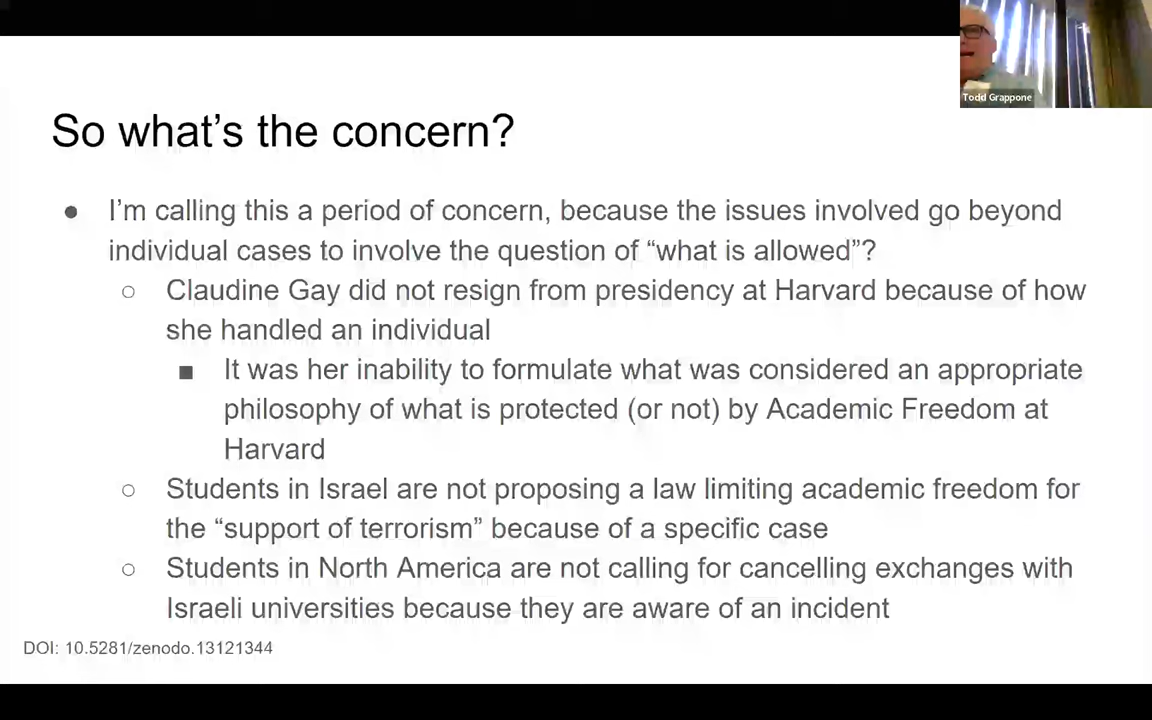 Todd Grappone
So what's the concern?
● I'm calling this a period of concern, because the issues involved go beyond
individual cases to involve the question of “what is allowed”?
○ Claudine Gay did not resign from presidency at Harvard because of how
she handled an individual
■ It was her inability to formulate what was considered an appropriate
philosophy of what is protected (or not) by Academic Freedom at
Harvard
○ Students in Israel are not proposing a law limiting academic freedom for
the “support of terrorism” because of a specific case
○ Students in North America are not calling for cancelling exchanges with
Israeli universities because they are aware of an incident
DOI: 10.5281/zenodo.13121344